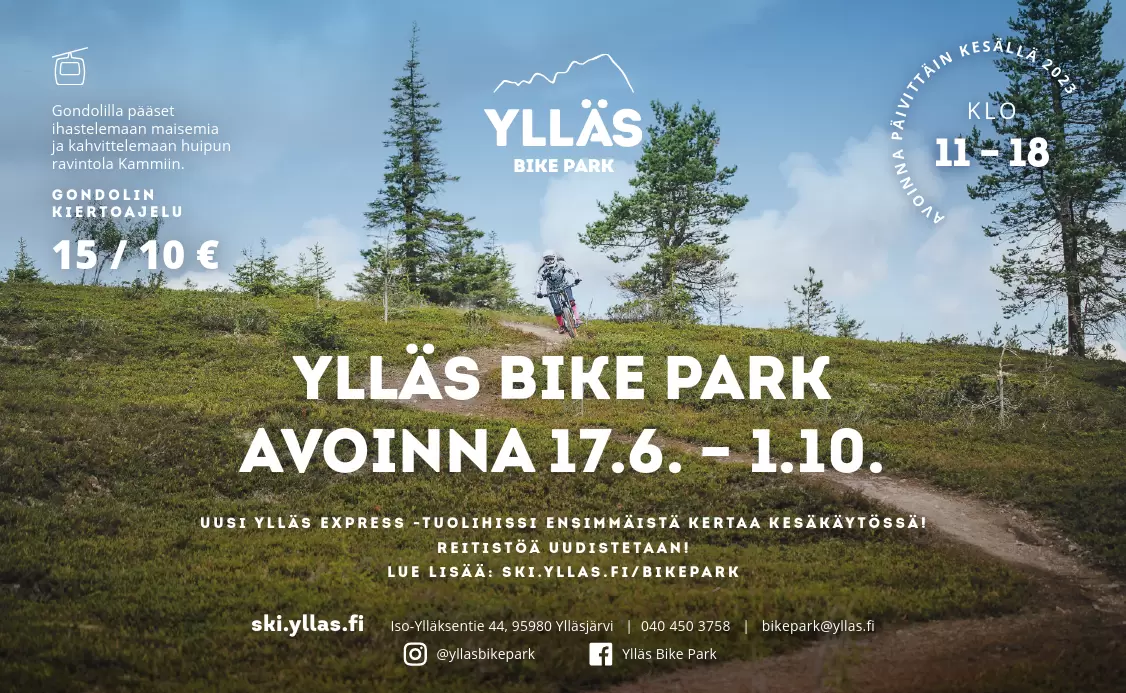 Gondolilla pääset
ihastelemaan maisemia
ja kahvittelemaan huipun
ravintola Kammiin.
GONDOLIN
KIERTOAJELU
15 / 10 €
YLLÄS
BIKE PARK
AVOINNA PÄIVITTÄIN KESÄLLÄ 2023
KLO
11 – 18
YLLÄS BIKE PARK
AVOINNA 17.6. – 1.10.
UUSI YLLÄS EXPRESS -TUOLIHISSI ENSIMMÄISTÄ KERTAA KESÄKÄYTÖSSÄ!
REITISTÖÄ UUDISTETAAN!
LUE LISÄÄ: SKI.YLLAS.FI/BIKEPARK
ski.yllas.fi Iso-Ylläksentie 44, 95980 Ylläsjärvi | 040 450 3758 | bikepark@yllas.fi
@yllasbikepark Ylläs Bike Park